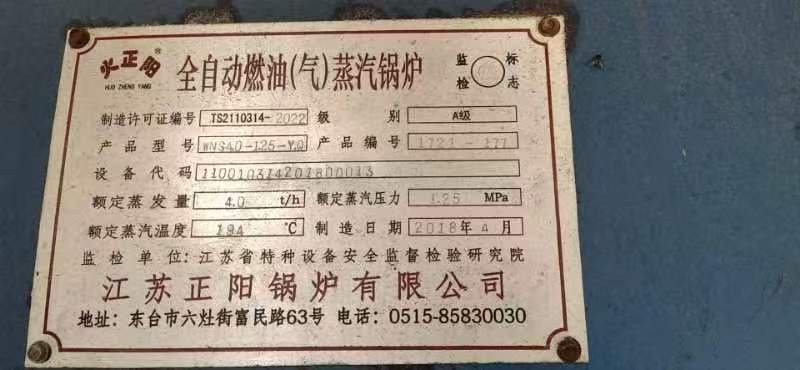 火正阳®
HUO ZHENG YANG
全自动燃油(气)蒸汽锅炉
监检 标志
制造许可证编号 TS2110314-2022 级别 A级
产品型号 WNS4.0-1.25-Y.Q 产品编号 1721-177
设备代码 110010314201800013
额定蒸发量 4.0 t/h 额定蒸汽压力 1.25 MPa
额定蒸汽温度 194 ℃ 制造日期 2018年4月
监检单位:江苏省特种设备安全监督检验研究院
江苏正阳锅炉有限公司
地址:东台市六灶街富民路63号 电话:0515-85830030